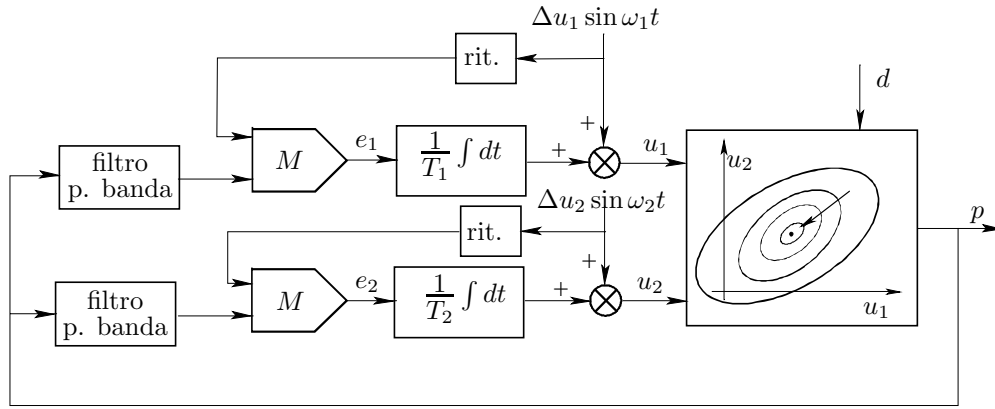 Δu₁ sin ω₁t
rit.
d
+
filtro
p. banda
M
e₁
1/T₁ ∫ dt
+
u₁
u₂
Δu₂ sin ω₂t
rit.
p
+
filtro
p. banda
M
e₂
1/T₂ ∫ dt
+
u₂
u₁